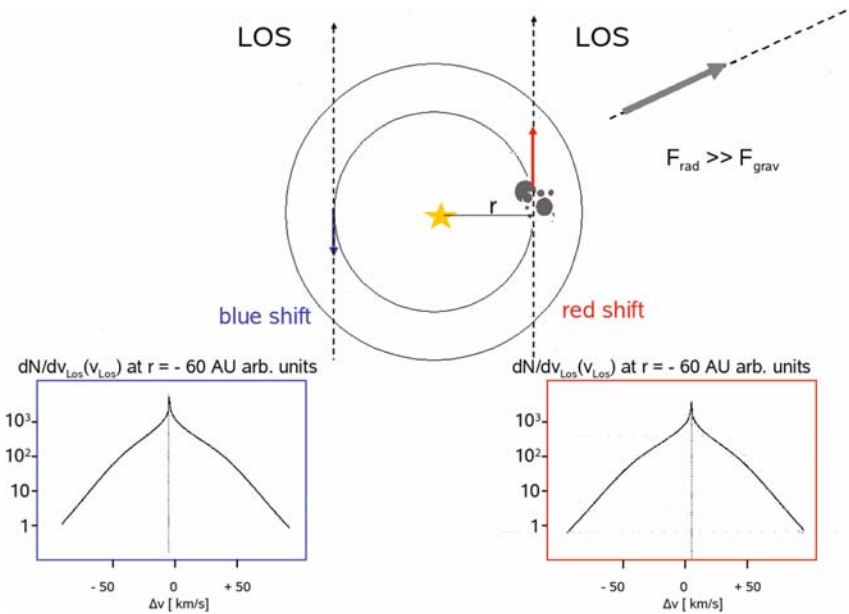 LOS
LOS
F_rad >> F_grav
r
blue shift
red shift
dN/dv_Los(v_Los) at r = - 60 AU arb. units
10³
10²
10
1
- 50 0 + 50
Δv [ km/s]
dN/dv_Los(v_Los) at r = - 60 AU arb. units
10³
10²
10
1
- 50 0 + 50
Δv [ km/s]